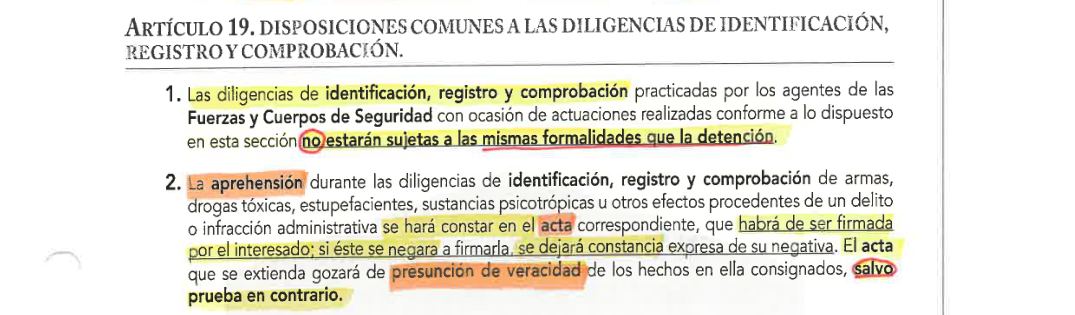 ARTÍCULO 19. DISPOSICIONES COMUNES A LAS DILIGENCIAS DE IDENTIFICACIÓN,
REGISTRO Y COMPROBACIÓN.
1. Las diligencias de identificación, registro y comprobación practicadas por los agentes de las
Fuerzas y Cuerpos de Seguridad con ocasión de actuaciones realizadas conforme a lo dispuesto
en esta sección no estarán sujetas a las mismas formalidades que la detención.
2. La aprehensión durante las diligencias de identificación, registro y comprobación de armas,
drogas tóxicas, estupefacientes, sustancias psicotrópicas u otros efectos procedentes de un delito
o infracción administrativa se hará constar en el acta correspondiente, que habrá de ser firmada
por el interesado; si éste se negara a firmarla, se dejará constancia expresa de su negativa. El acta
que se extienda gozará de presunción de veracidad de los hechos en ella consignados, salvo
prueba en contrario.